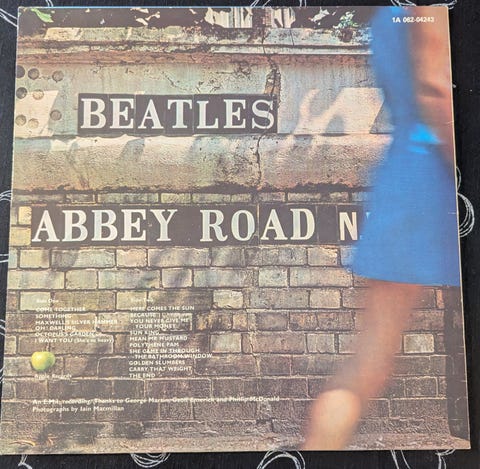 1A 062-04243
BEATLES
ABBEY ROAD N
Side One
COME TOGETHER
SOMETHING
MAXWELL'S SILVER HAMMER
OH! DARLING
OCTOPUS'S GARDEN
I WANT YOU (She's so heavy)
Side
HERE COMES THE SUN
BECAUSE
YOU NEVER GIVE ME
YOUR MONEY
SUN KING
MEAN MR MUSTARD
POLYTHENE PAM
SHE CAME IN THROUGH
THE BATHROOM WINDOW
GOLDEN SLUMBERS
CARRY THAT WEIGHT
THE END
Apple Records
An E.M.I. recording. Thanks to George Martin, Geoff Emerick and Phillip McDonald
Photographs by Iain Macmillan